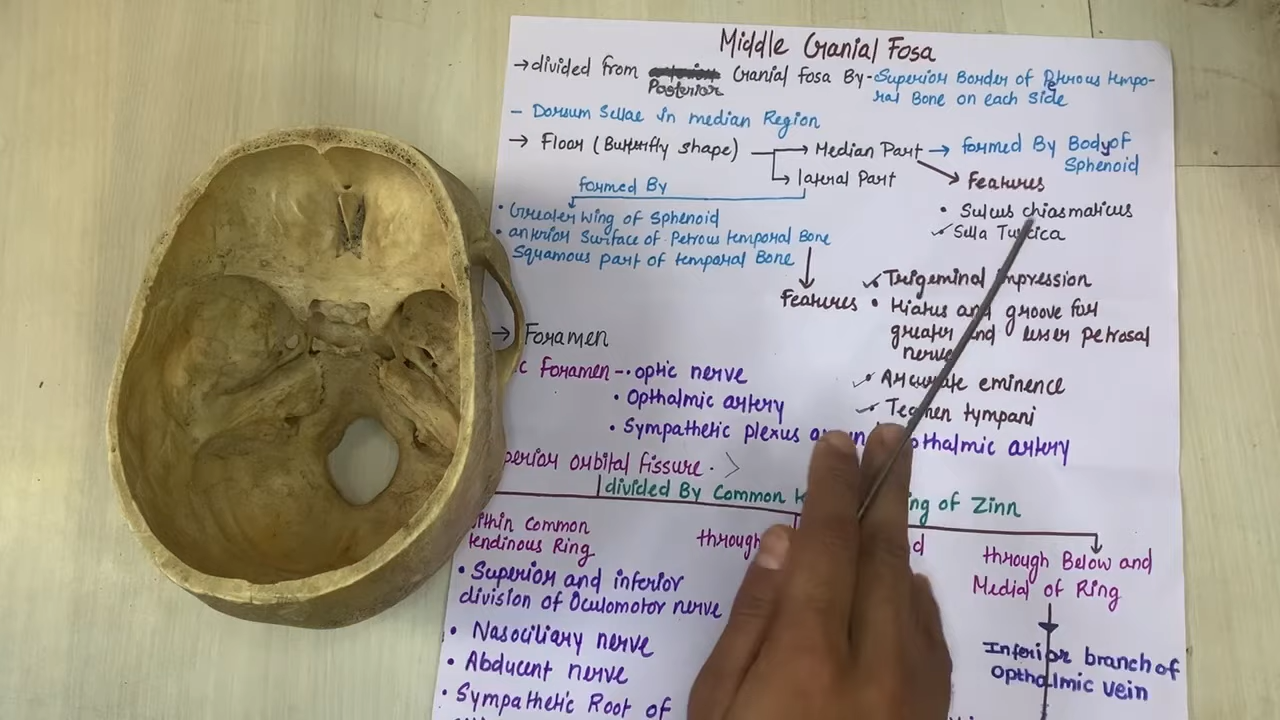 Middle Cranial Fosa
→ divided from Cranial fosa By - Superior Border of Peterous tempo-
Posterior ral Bone on each side
- Dorsum Sellae in median Region
→ Floor (Butterfly shape) → Median Part → formed By Body of
Sphenoid
→ lateral Part
Features
formed By
• Sulcus chiasmaticus
✓ Sella Turcica
• Greater wing of Sphenoid
• anterior Surface of Petrous temporal Bone
Squamous part of temporal Bone
Features
✓ Trigeminal impression
• Hiatus and groove for
greater and lesser petrosal
nerve
✓ Arcuate eminence
✓ Tegmen tympani
→ Foramen
Foramen - • optic nerve
• Opthalmic artery
• Sympathetic plexus opthalmic artery
orbital fissure.
divided By Common of Zinn
Common
Ring
through
through Below and
Medial of Ring
• Superior and inferior
division of Oculomotor nerve
• Nasociliary nerve
• Abducent nerve
• Sympathetic Root of
Inferior branch of
Opthalmic vein